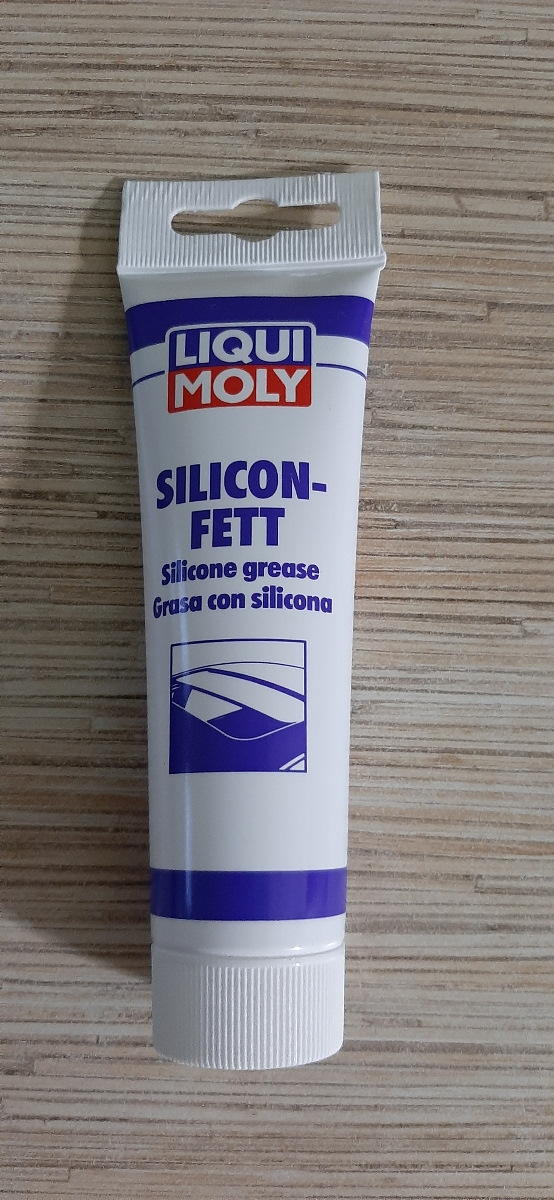 LIQUI
MOLY
SILICON-
FETT
Silicone grease
Grasa con silicona